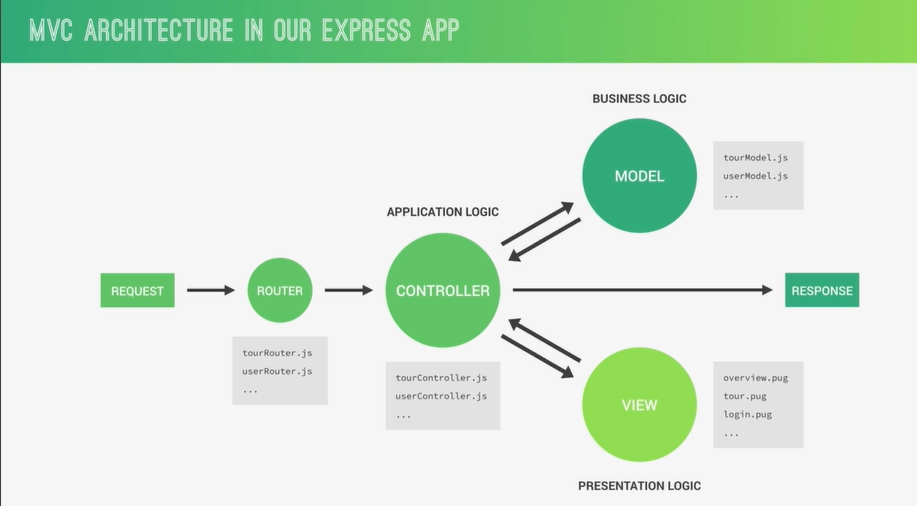 MVC ARCHITECTURE IN OUR EXPRESS APP
BUSINESS LOGIC
MODEL
tourModel.js
userModel.js
...
APPLICATION LOGIC
REQUEST
ROUTER
CONTROLLER
RESPONSE
tourRouter.js
userRouter.js
...
tourController.js
userController.js
...
VIEW
overview.pug
tour.pug
login.pug
...
PRESENTATION LOGIC